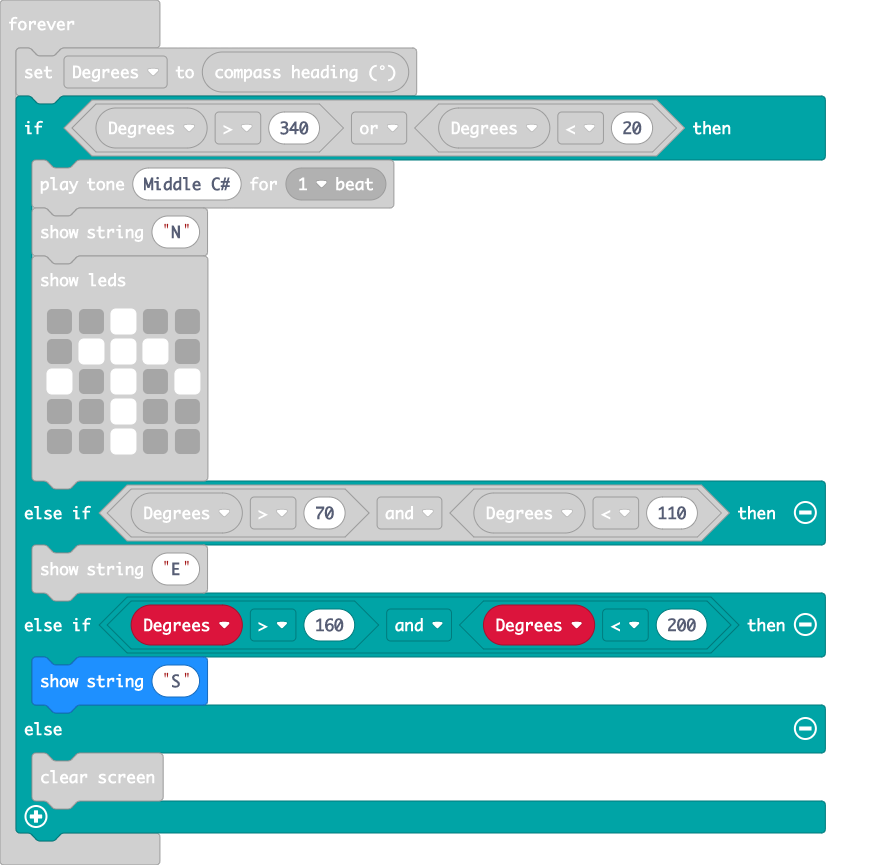 forever
set Degrees to compass heading (°)
if Degrees > 340 or Degrees < 20 then
play tone Middle C# for 1 beat
show string "N"
show leds
else if Degrees > 70 and Degrees < 110 then
show string "E"
else if Degrees > 160 and Degrees < 200 then
show string "S"
else
clear screen